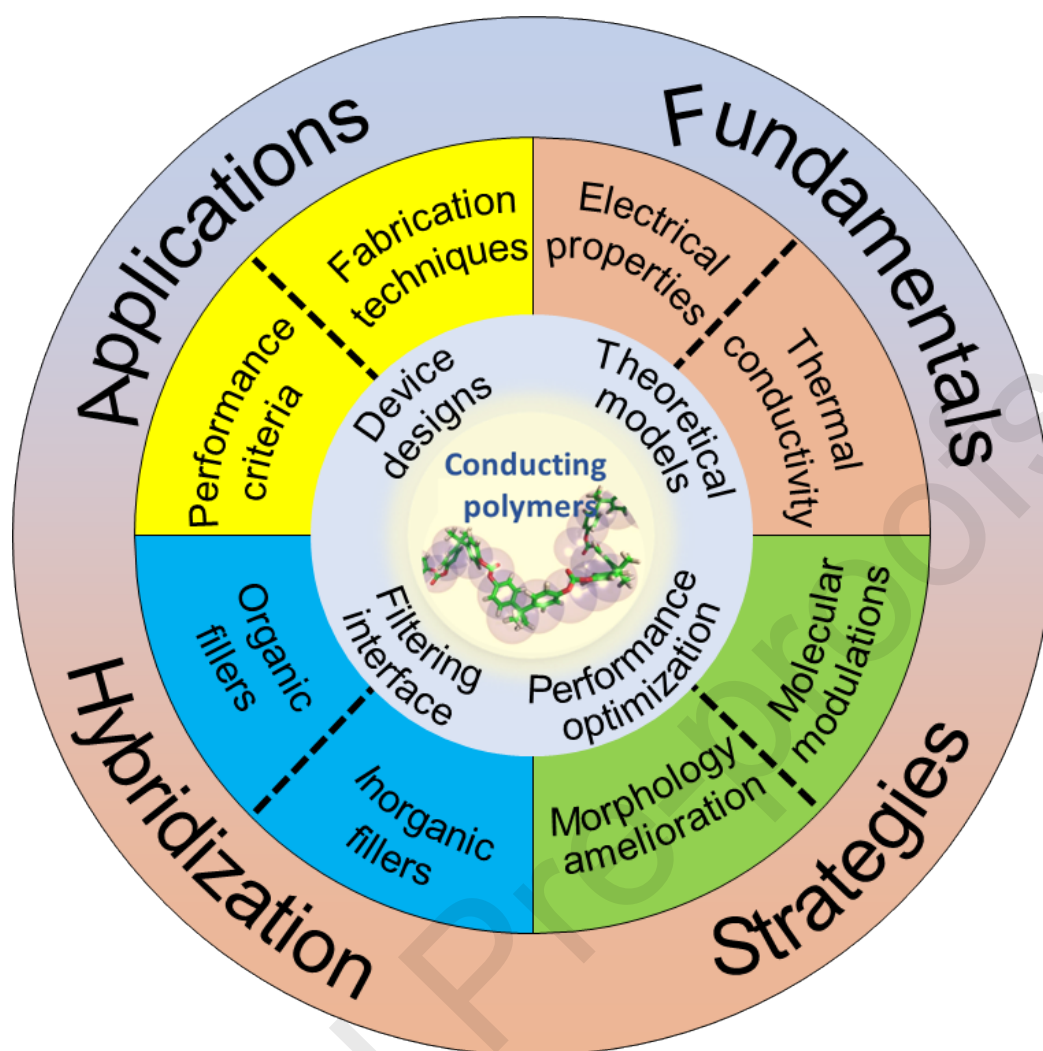 Applications
Fundamentals
Fabrication
techniques
Electrical
properties
Performance
criteria
Thermal
conductivity
Device
designs
Theoretical
models
Conducting
polymers
Organic
fillers
Filtering
interface
Performance
optimization
Molecular
modulations
Inorganic
fillers
Morphology
amelioration
Hybridization
Strategies